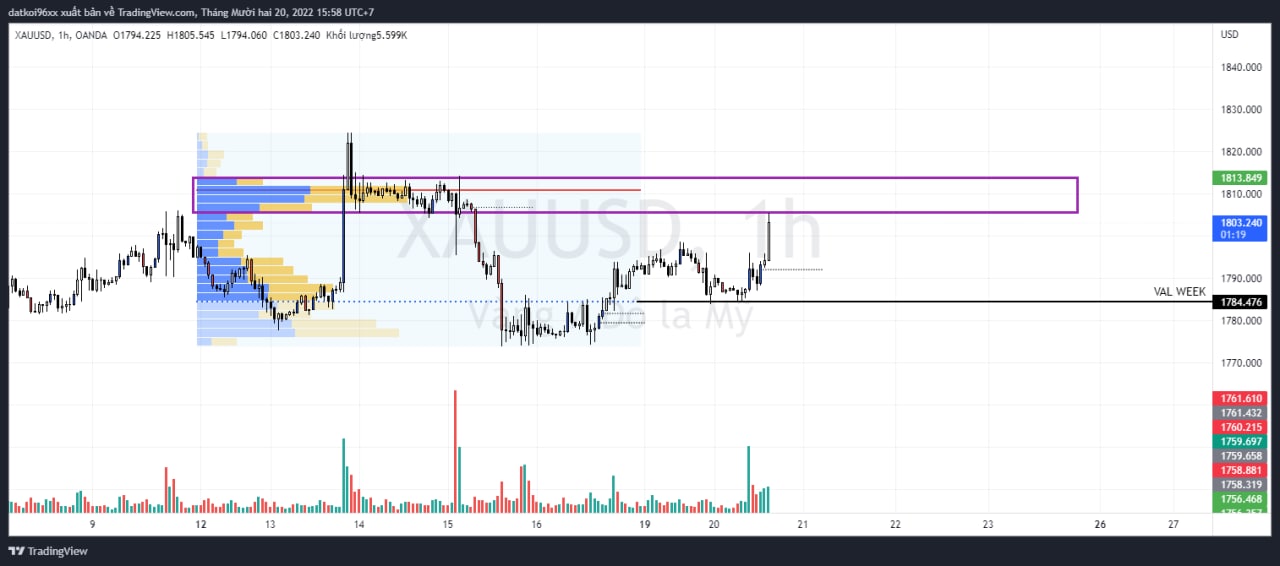 datkoi96xx xuất bản về TradingView.com, Tháng Mười hai 20, 2022 15:58 UTC+7
XAUUSD, 1h, OANDA O1794.225 H1805.545 L1794.060 C1803.240 Khối lượng5.599K
USD
1840.000
1830.000
1820.000
1813.849
1810.000
1803.240
01:19
XAUUSD, 1h
1790.000
VAL WEEK
1784.476
1780.000
1770.000
1761.610
1761.432
1760.215
1759.697
1759.658
1758.881
1758.319
1756.468
9 12 13 14 15 16 19 20 21 22 23 26 27
TradingView